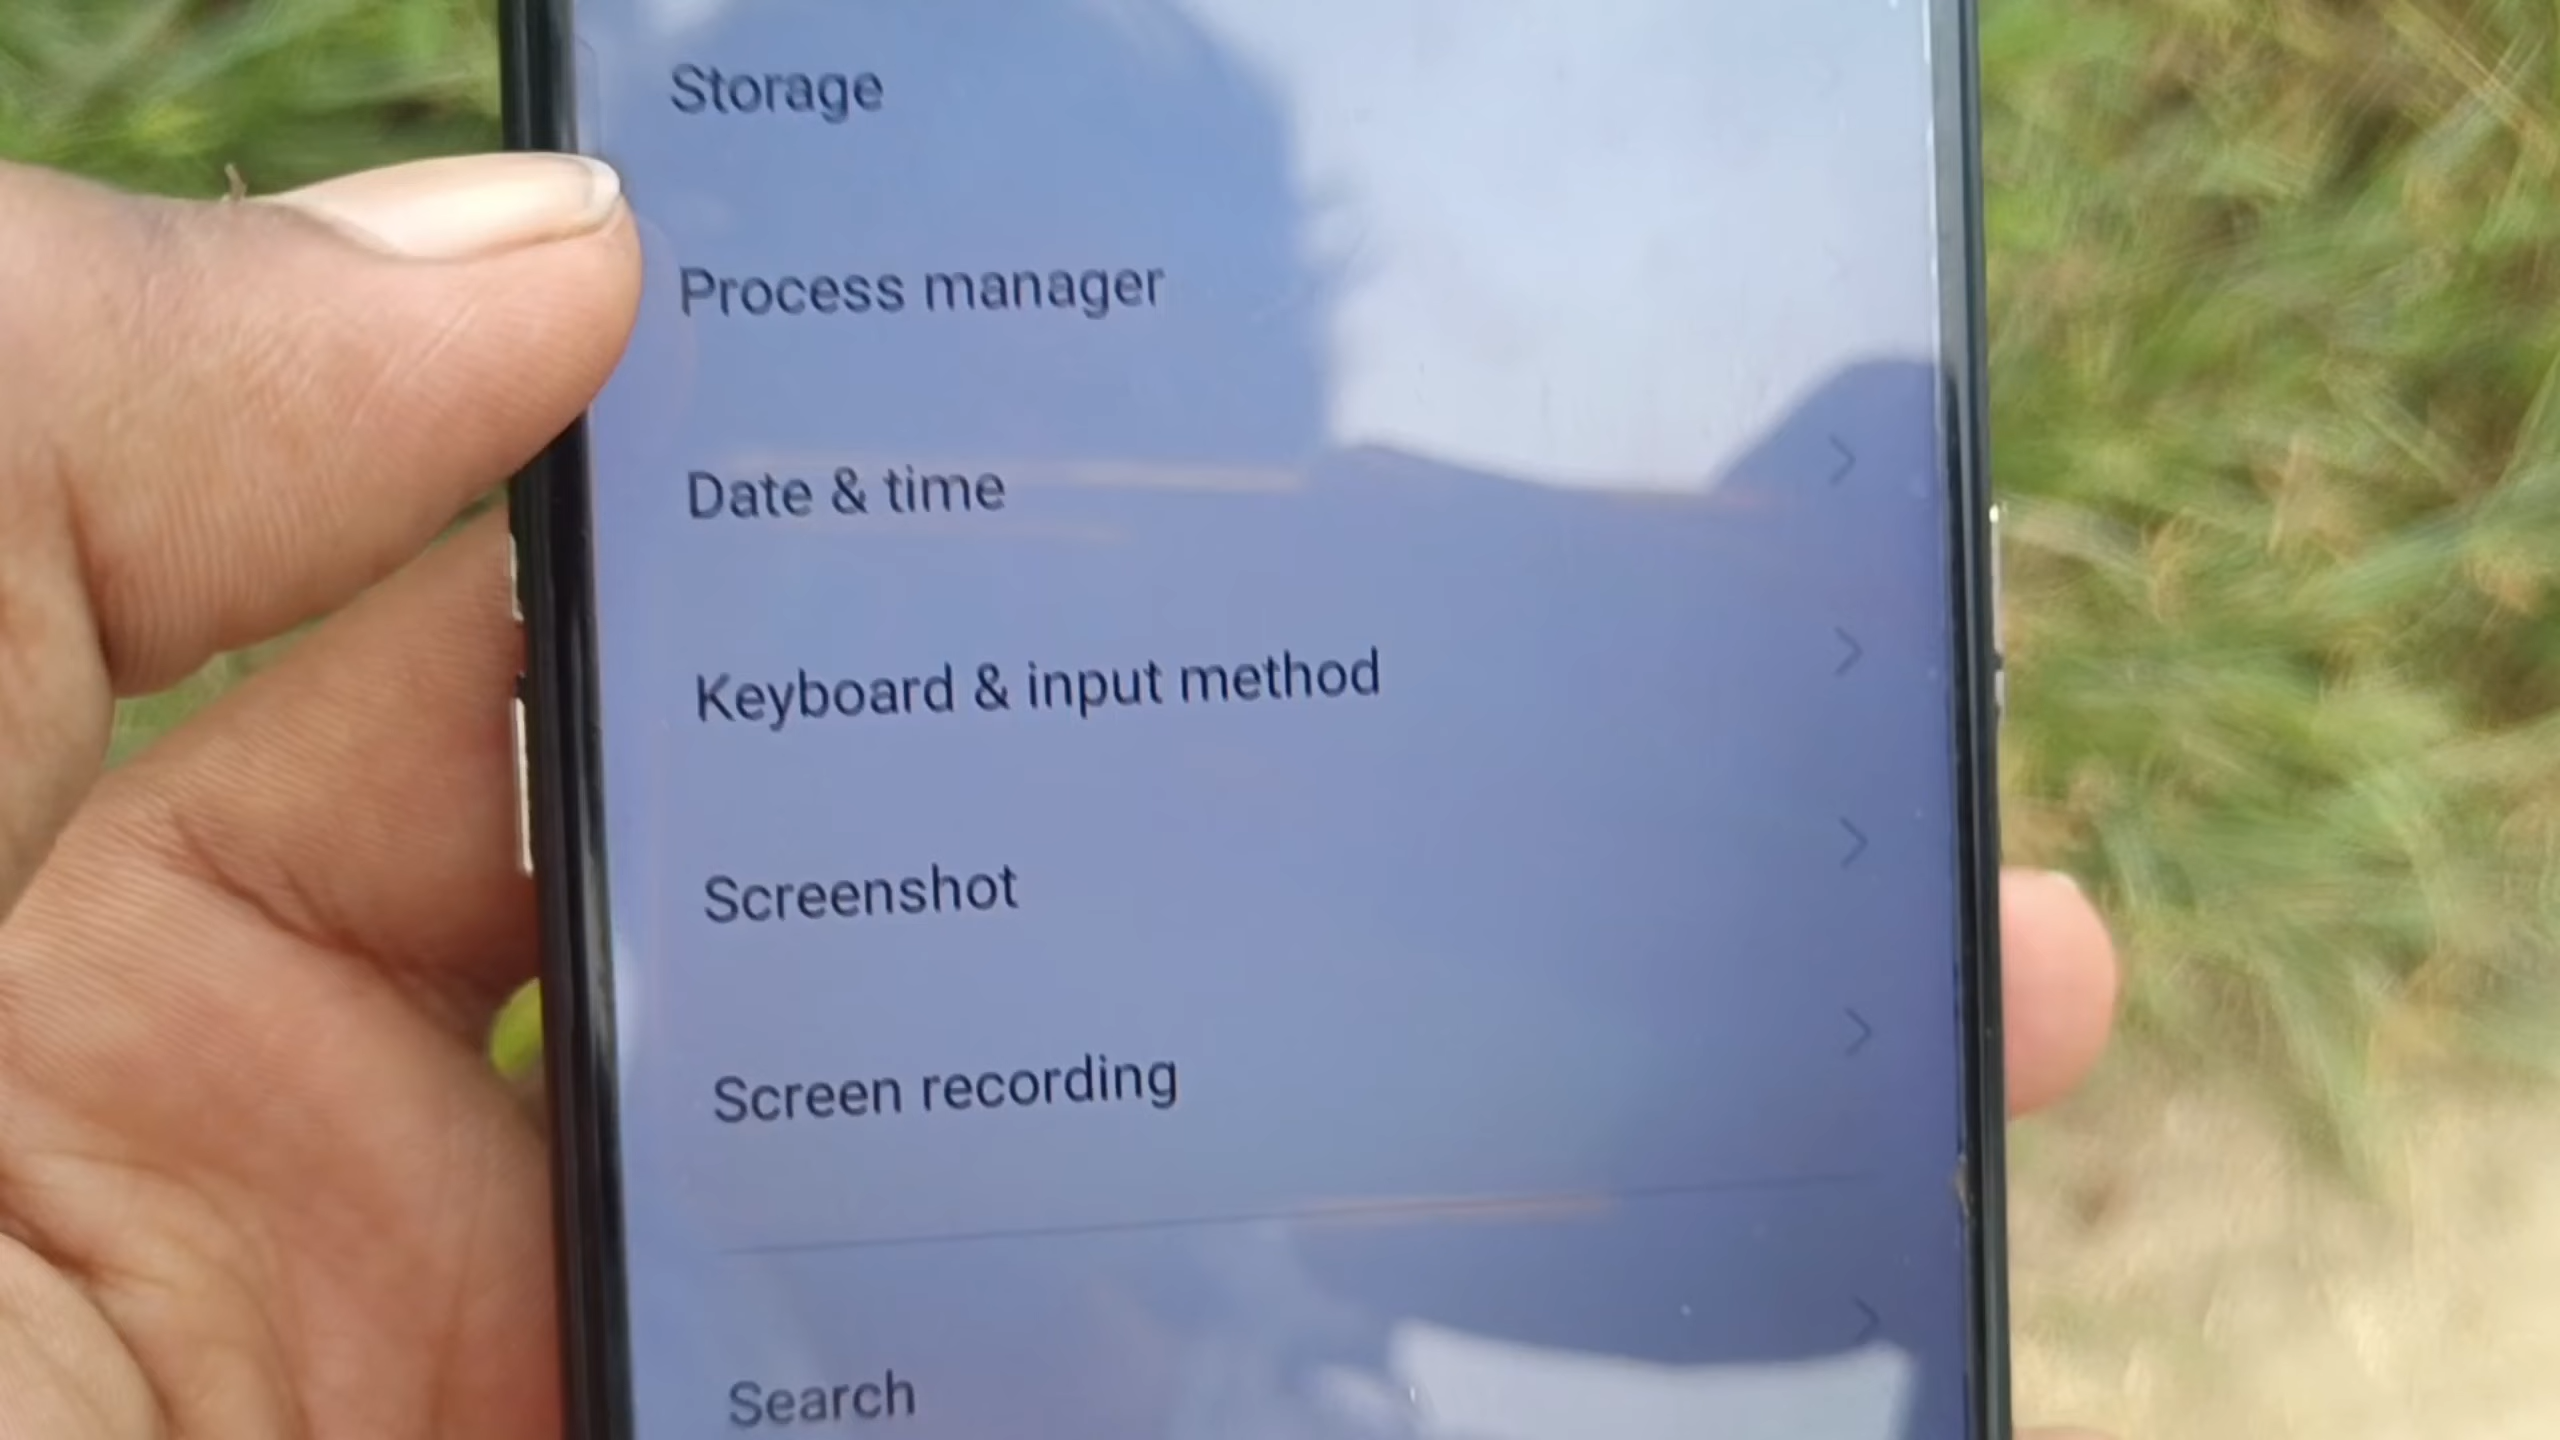 Storage
Process manager
Date & time
Keyboard & input method
Screenshot
Screen recording
Search